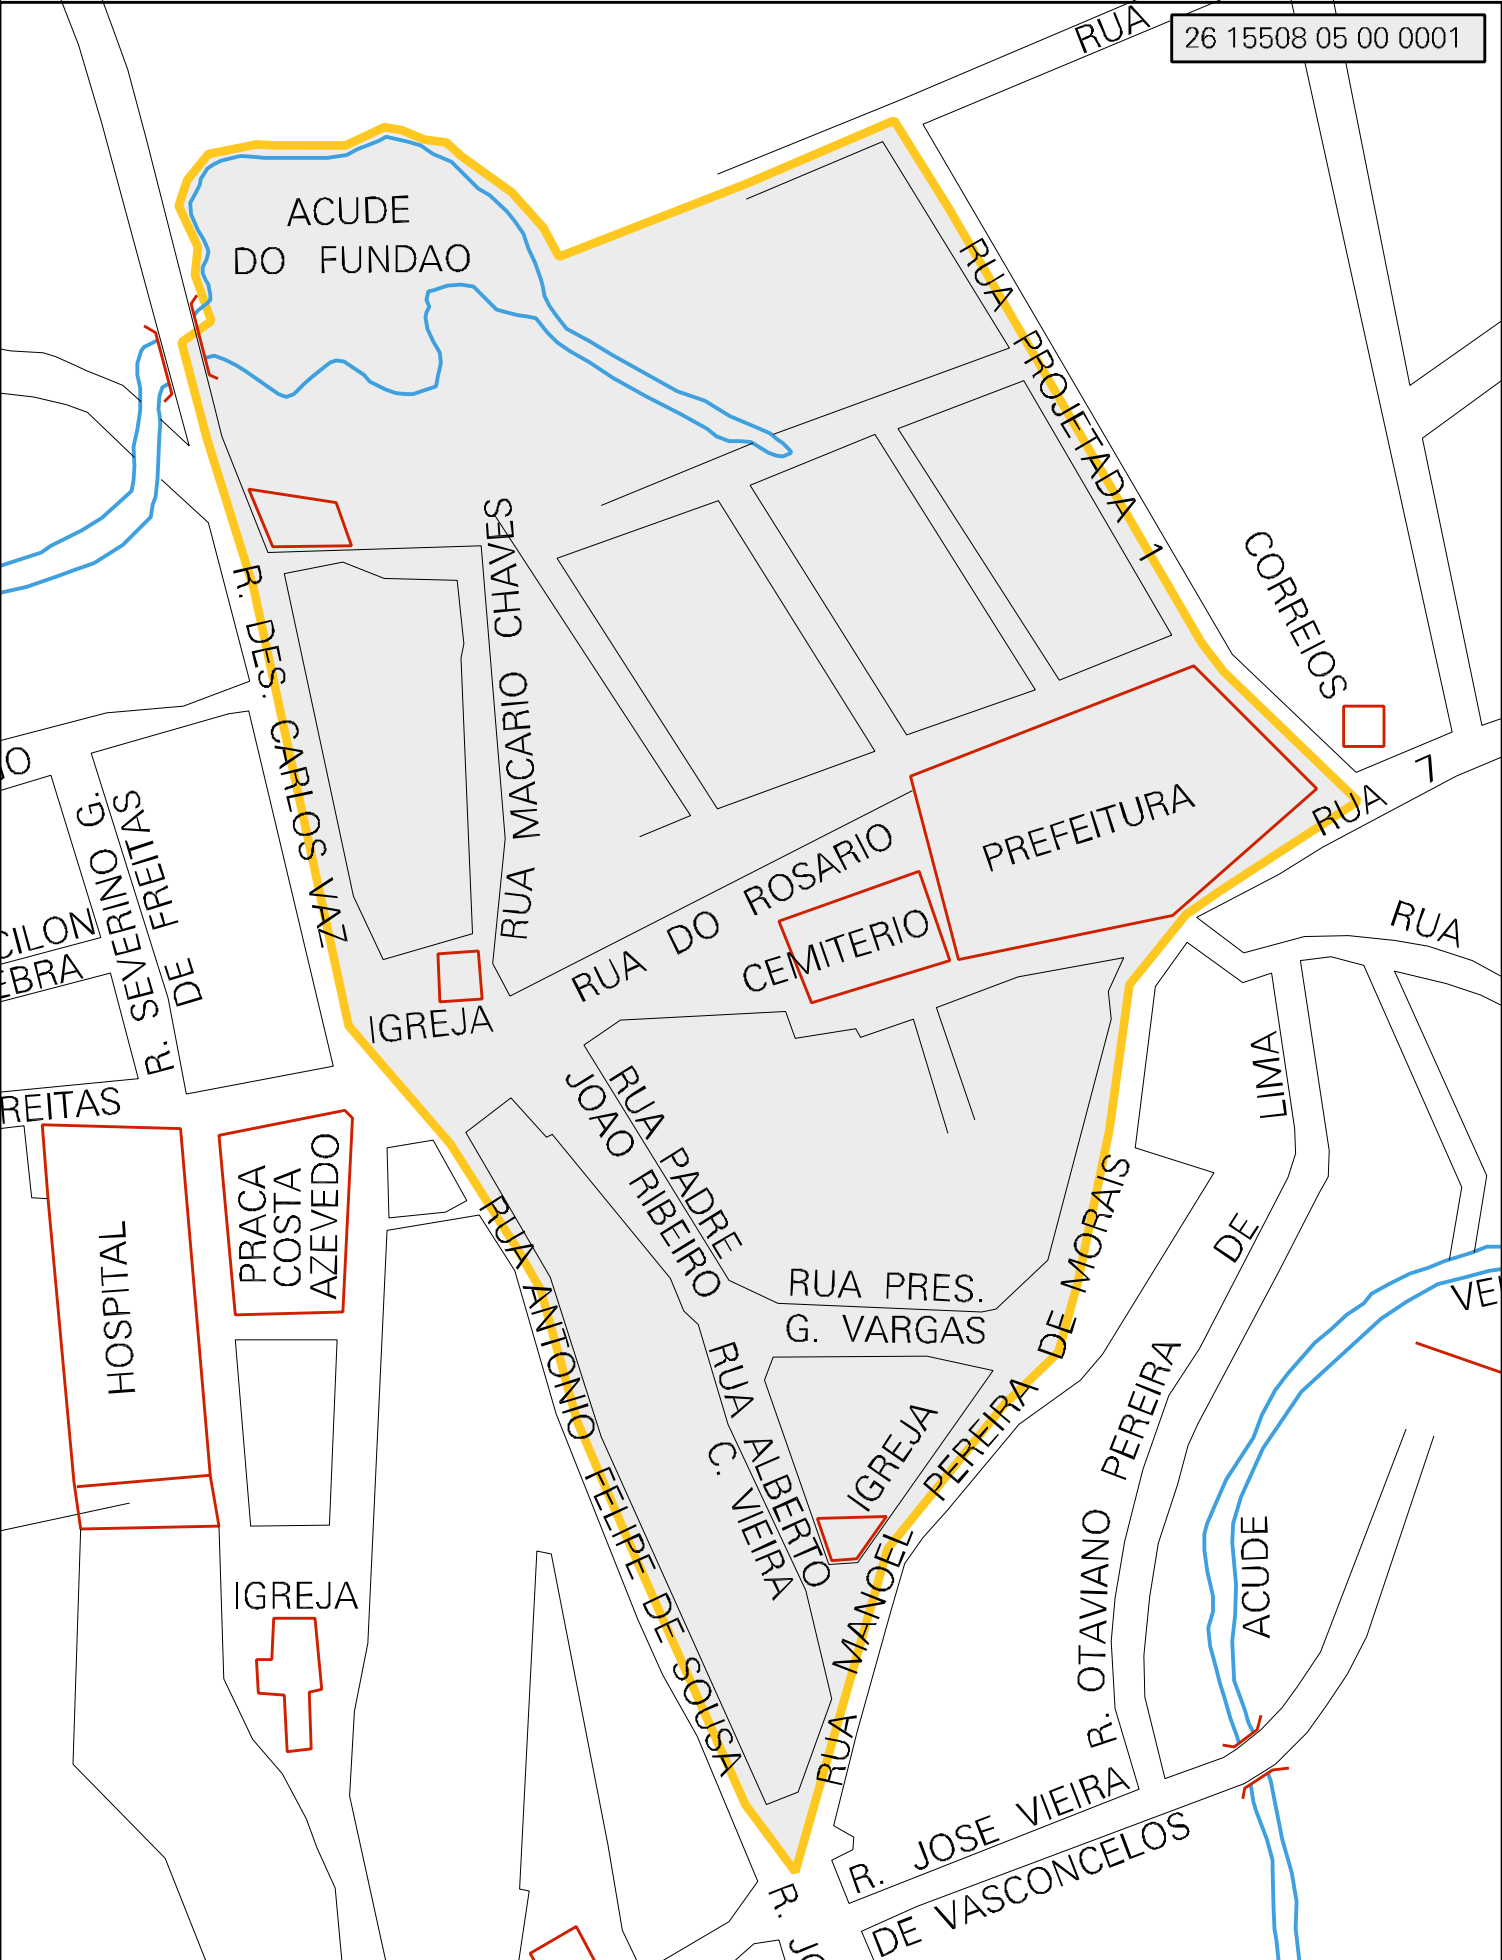 RUA
26 15508 05 00 0001
ACUDE
DO FUNDAO
RUA PROJETADA 1
CORREIOS
RUA MACARIO CHAVES
R. DES. CARLOS VAZ
RUA 7
PREFEITURA
RUA DO ROSARIO
CEMITERIO
R. SEVERINO G.
DE FREITAS
CILON
EBRA
RUA
IGREJA
REITAS
RUA PADRE
JOAO RIBEIRO
PRACA
COSTA
AZEVEDO
HOSPITAL
RUA PRES.
G. VARGAS
RUA ANTONIO FELIPE DE SOUSA
RUA ALBERTO
C. VIEIRA
IGREJA
RUA MANOEL PEREIRA DE MORAIS
R. OTAVIANO PEREIRA DE LIMA
ACUDE
IGREJA
R. JOSE VIEIRA
DE VASCONCELOS
R.